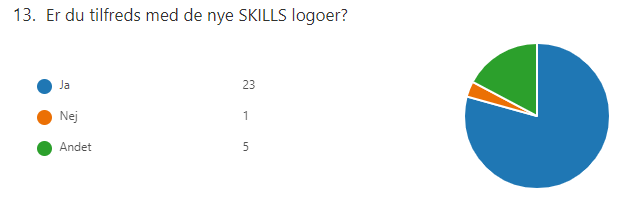 13. Er du tilfreds med de nye SKILLS logoer?
Ja 23
Nej 1
Andet 5